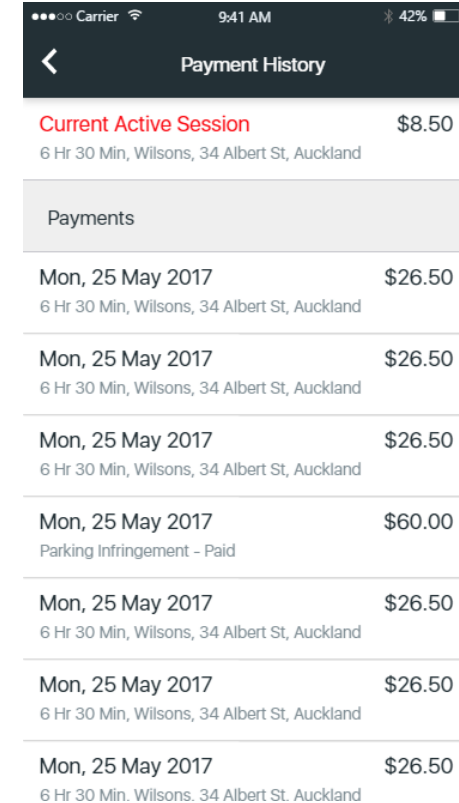 Carrier 9:41 AM 42%
Payment History
Current Active Session $8.50
6 Hr 30 Min, Wilsons, 34 Albert St, Auckland
Payments
Mon, 25 May 2017 $26.50
6 Hr 30 Min, Wilsons, 34 Albert St, Auckland
Mon, 25 May 2017 $26.50
6 Hr 30 Min, Wilsons, 34 Albert St, Auckland
Mon, 25 May 2017 $26.50
6 Hr 30 Min, Wilsons, 34 Albert St, Auckland
Mon, 25 May 2017 $60.00
Parking Infringement - Paid
Mon, 25 May 2017 $26.50
6 Hr 30 Min, Wilsons, 34 Albert St, Auckland
Mon, 25 May 2017 $26.50
6 Hr 30 Min, Wilsons, 34 Albert St, Auckland
Mon, 25 May 2017 $26.50
6 Hr 30 Min, Wilsons, 34 Albert St, Auckland